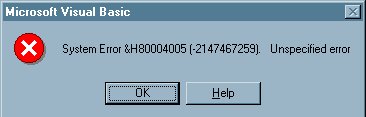 Microsoft Visual Basic
System Error &H80004005 (-2147467259). Unspecified error
OK
Help